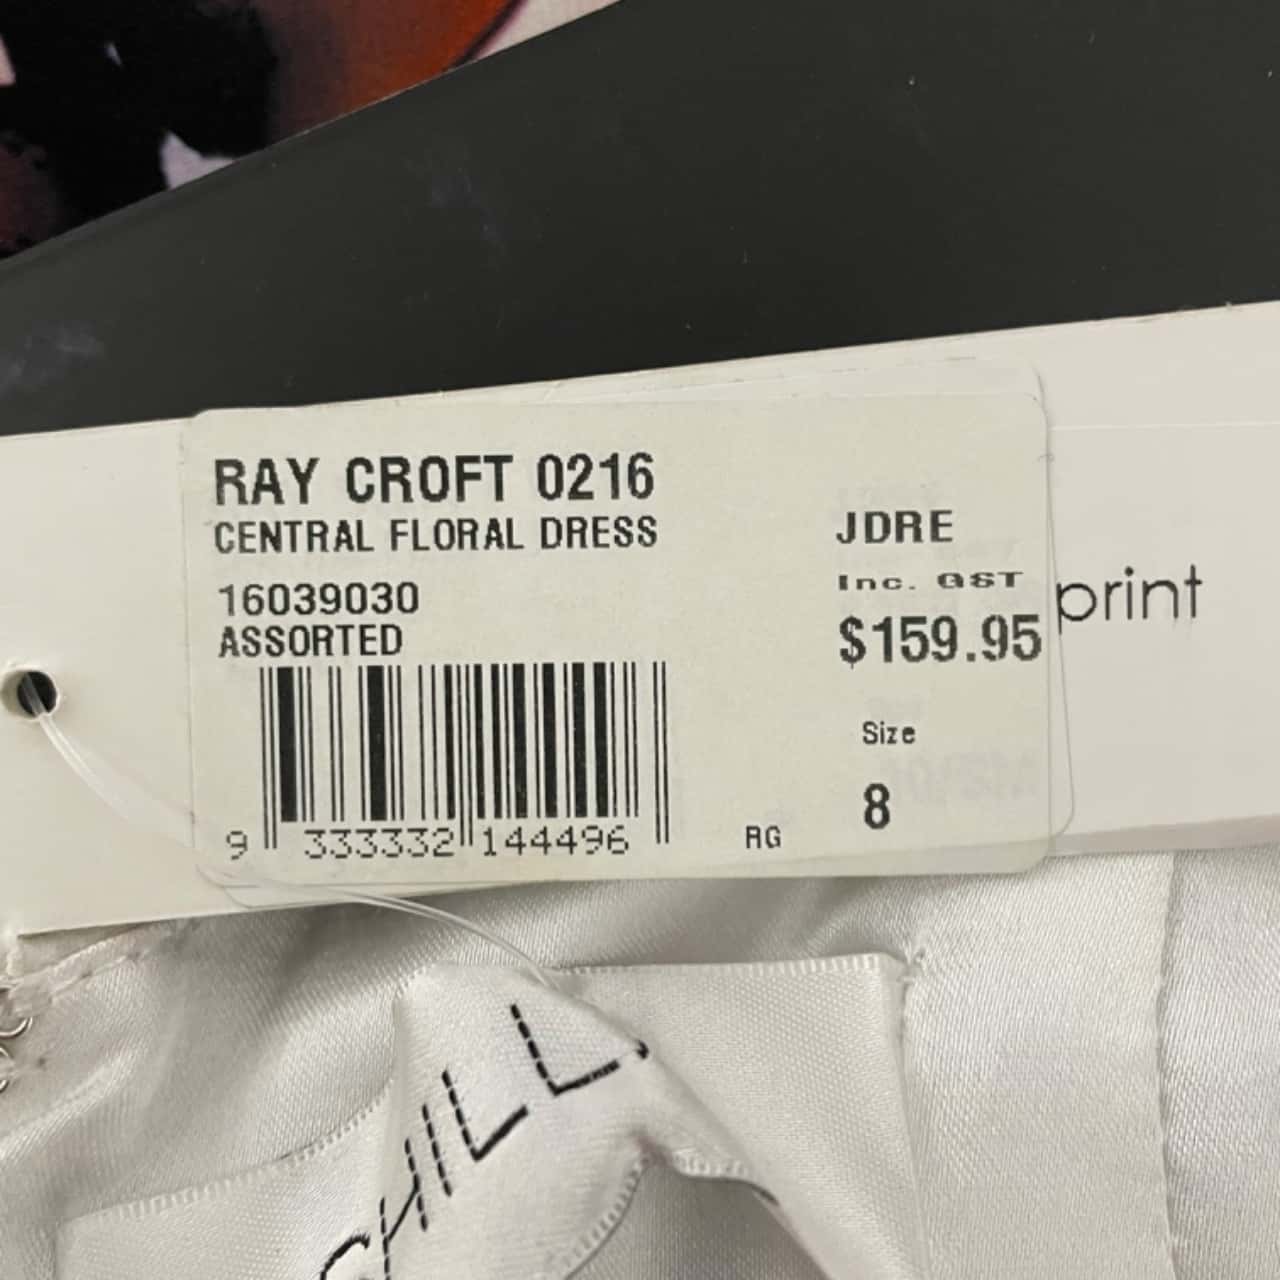 RAY CROFT 0216
CENTRAL FLORAL DRESS
16039030
ASSORTED
9 333332 144496
RG
JDRE
Inc. GST
$159.95
Size
8
print
CHILL.